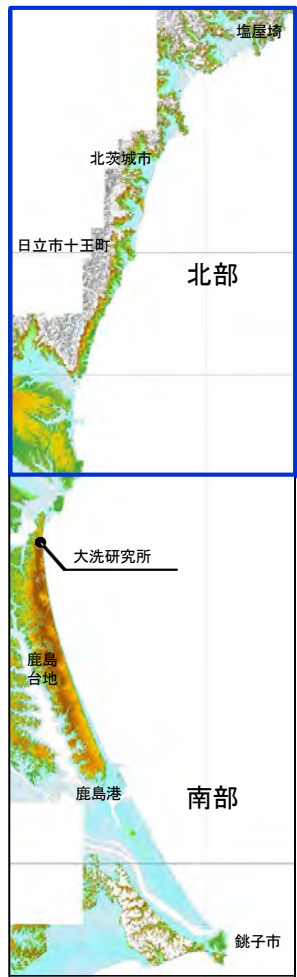 塩屋埼
北茨城市
日立市十王町
北部
大洗研究所
鹿島
台地
鹿島港
南部
銚子市